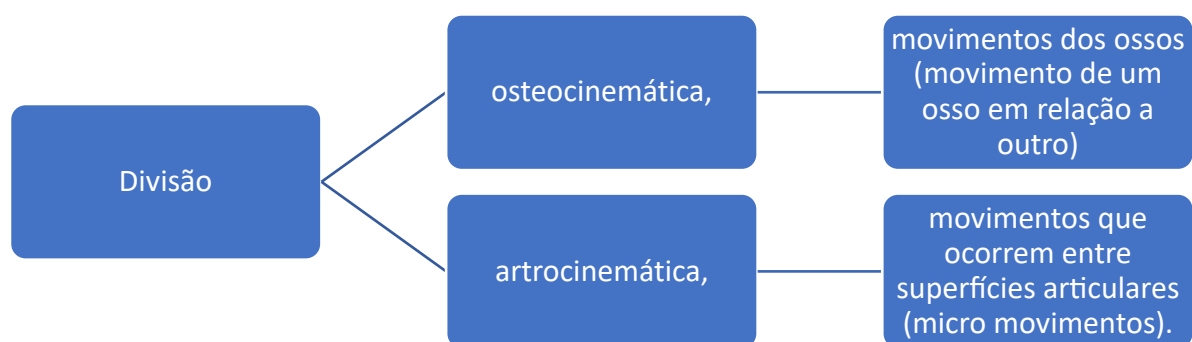 Divisão
osteocinemática,
movimentos dos ossos
(movimento de um
osso em relação a
outro)
artrocinemática,
movimentos que
ocorrem entre
superfícies articulares
(micro movimentos).